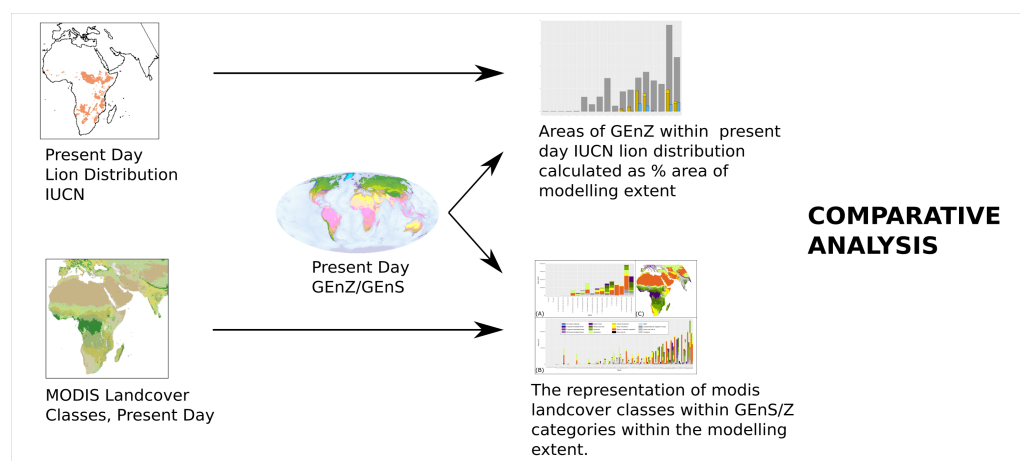 Present Day
Lion Distribution
IUCN
Areas of GEnZ within present
day IUCN lion distribution
calculated as % area of
modelling extent
Present Day
GEnZ/GEnS
COMPARATIVE
ANALYSIS
MODIS Landcover
Classes, Present Day
(A)
(C)
(B)
The representation of modis
landcover classes within GEnS/Z
categories within the modelling
extent.